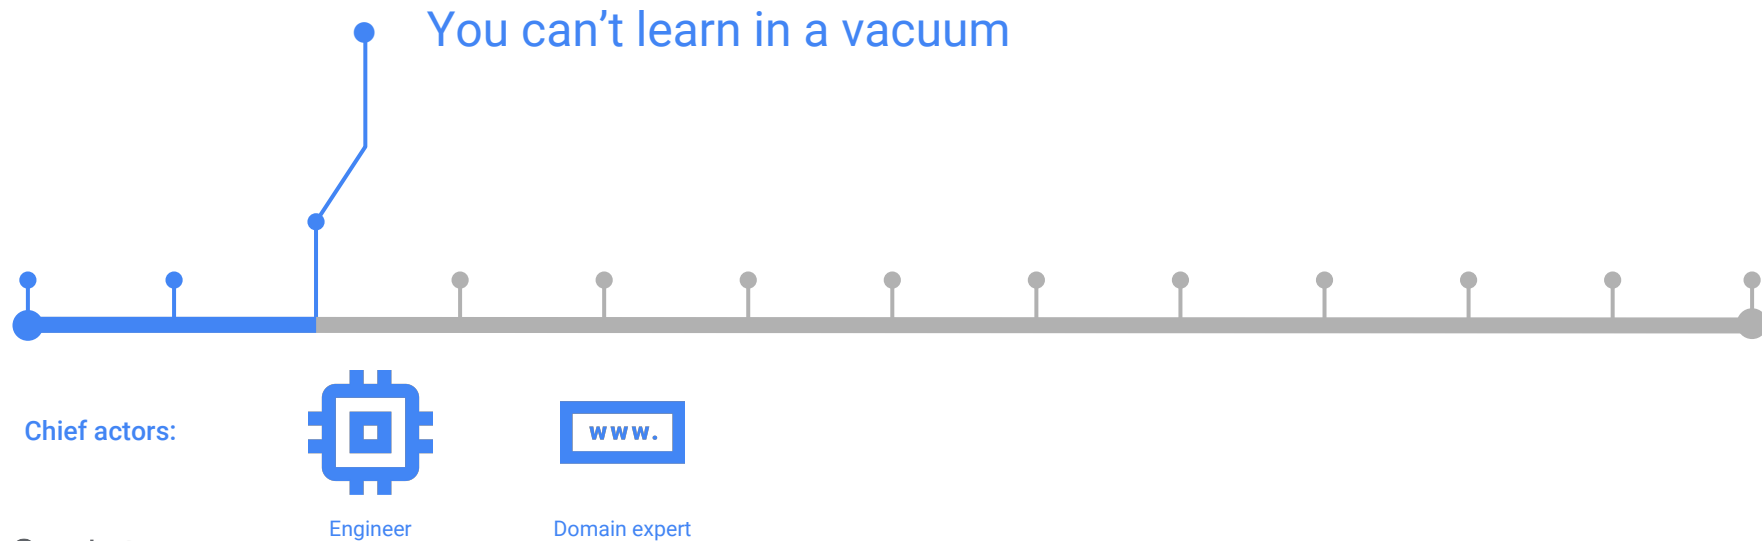 You can’t learn in a vacuum
Chief actors:
www.
Engineer
Domain expert